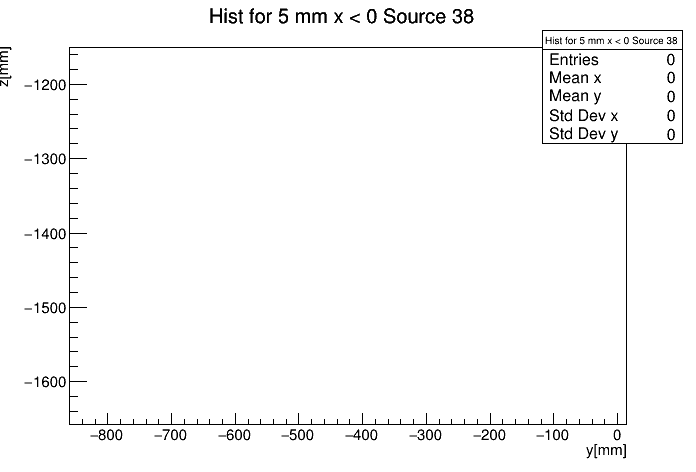 Hist for 5 mm x < 0 Source 38
Hist for 5 mm x < 0 Source 38
Entries 0
Mean x 0
Mean y 0
Std Dev x 0
Std Dev y 0
z[mm]
−1200
−1300
−1400
−1500
−1600
−800 −700 −600 −500 −400 −300 −200 −100 0
y[mm]